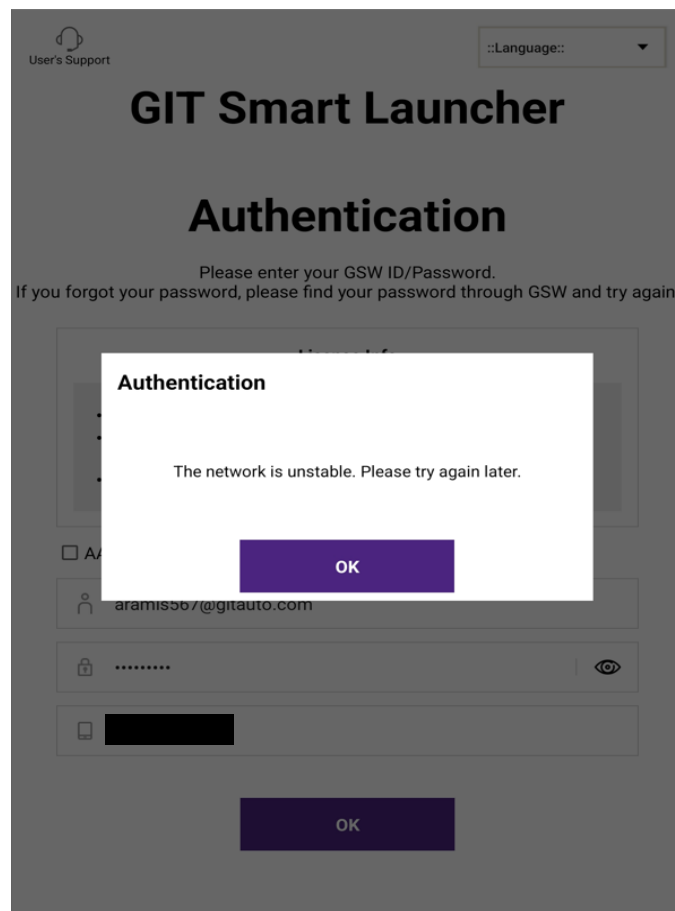 User's Support
::Language::
GIT Smart Launcher
Authentication
Please enter your GSW ID/Password.
If you forgot your password, please find your password through GSW and try again
Authentication
The network is unstable. Please try again later.
OK
aramis567@gitauto.com
•••••••••
OK